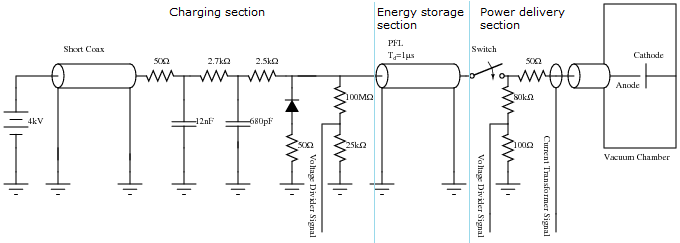 Charging section
Energy storage
section
Power delivery
section
Short Coax
PFL
T_d=1μs
Switch
50Ω
2.7kΩ
2.5kΩ
50Ω
Cathode
Anode
100MΩ
80kΩ
4kV
12nF
680pF
50Ω
25kΩ
100Ω
Voltage Divider Signal
Voltage Divider Signal
Current Transformer Signal
Vacuum Chamber